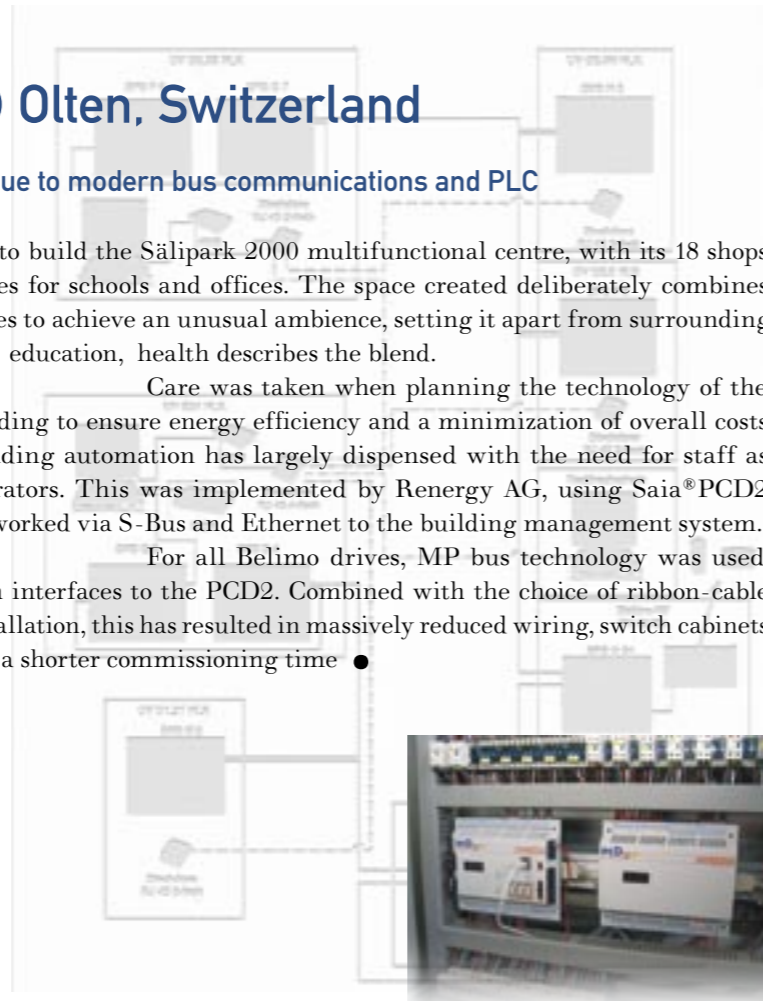 Olten, Switzerland
ue to modern bus communications and PLC
to build the Sälipark 2000 multifunctional centre, with its 18 shops
es for schools and offices. The space created deliberately combines
es to achieve an unusual ambience, setting it apart from surrounding
education, health describes the blend.
Care was taken when planning the technology of the
ding to ensure energy efficiency and a minimization of overall costs
ding automation has largely dispensed with the need for staff as
rators. This was implemented by Renergy AG, using Saia®PCD2
worked via S-Bus and Ethernet to the building management system.
For all Belimo drives, MP bus technology was used
interfaces to the PCD2. Combined with the choice of ribbon-cable
allation, this has resulted in massively reduced wiring, switch cabinets
a shorter commissioning time ●